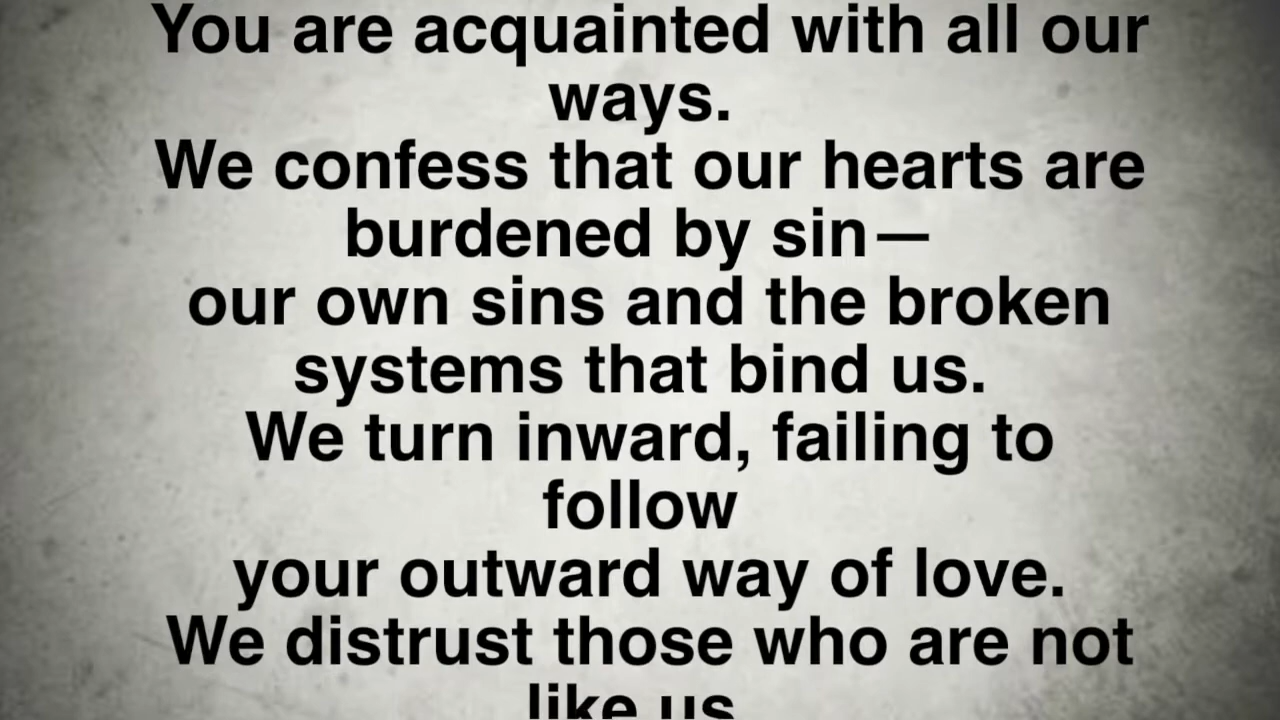 You are acquainted with all our
ways.
We confess that our hearts are
burdened by sin—
our own sins and the broken
systems that bind us.
We turn inward, failing to
follow
your outward way of love.
We distrust those who are not
like us